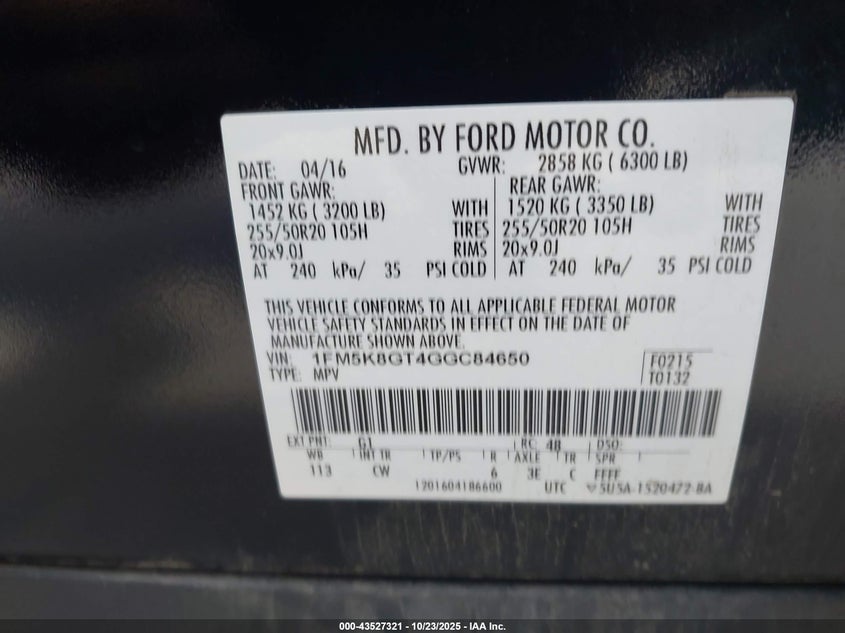 MFD. BY FORD MOTOR CO.
DATE: 04/16 GVWR: 2858 KG ( 6300 LB)
FRONT GAWR: REAR GAWR:
1452 KG ( 3200 LB) WITH 1520 KG ( 3350 LB) WITH
255/50R20 105H TIRES 255/50R20 105H TIRES
20x9.0J RIMS 20x9.0J RIMS
AT 240 kPa/ 35 PSI COLD AT 240 kPa/ 35 PSI COLD
THIS VEHICLE CONFORMS TO ALL APPLICABLE FEDERAL MOTOR
VEHICLE SAFETY STANDARDS IN EFFECT ON THE DATE OF
MANUFACTURE SHOWN ABOVE.
VIN: 1FM5K8GT4GGC84650 F0215
TYPE: MPV T0132
EXT PNT: G1 RC: 48 DSO:
WB INT TR TP/PS R AXLE TR SPR
113 CW 6 3E C FFFF
1201604186600 UTC 5U5A-1520472-BA
000-43527321 | 10/23/2025 – IAA Inc.